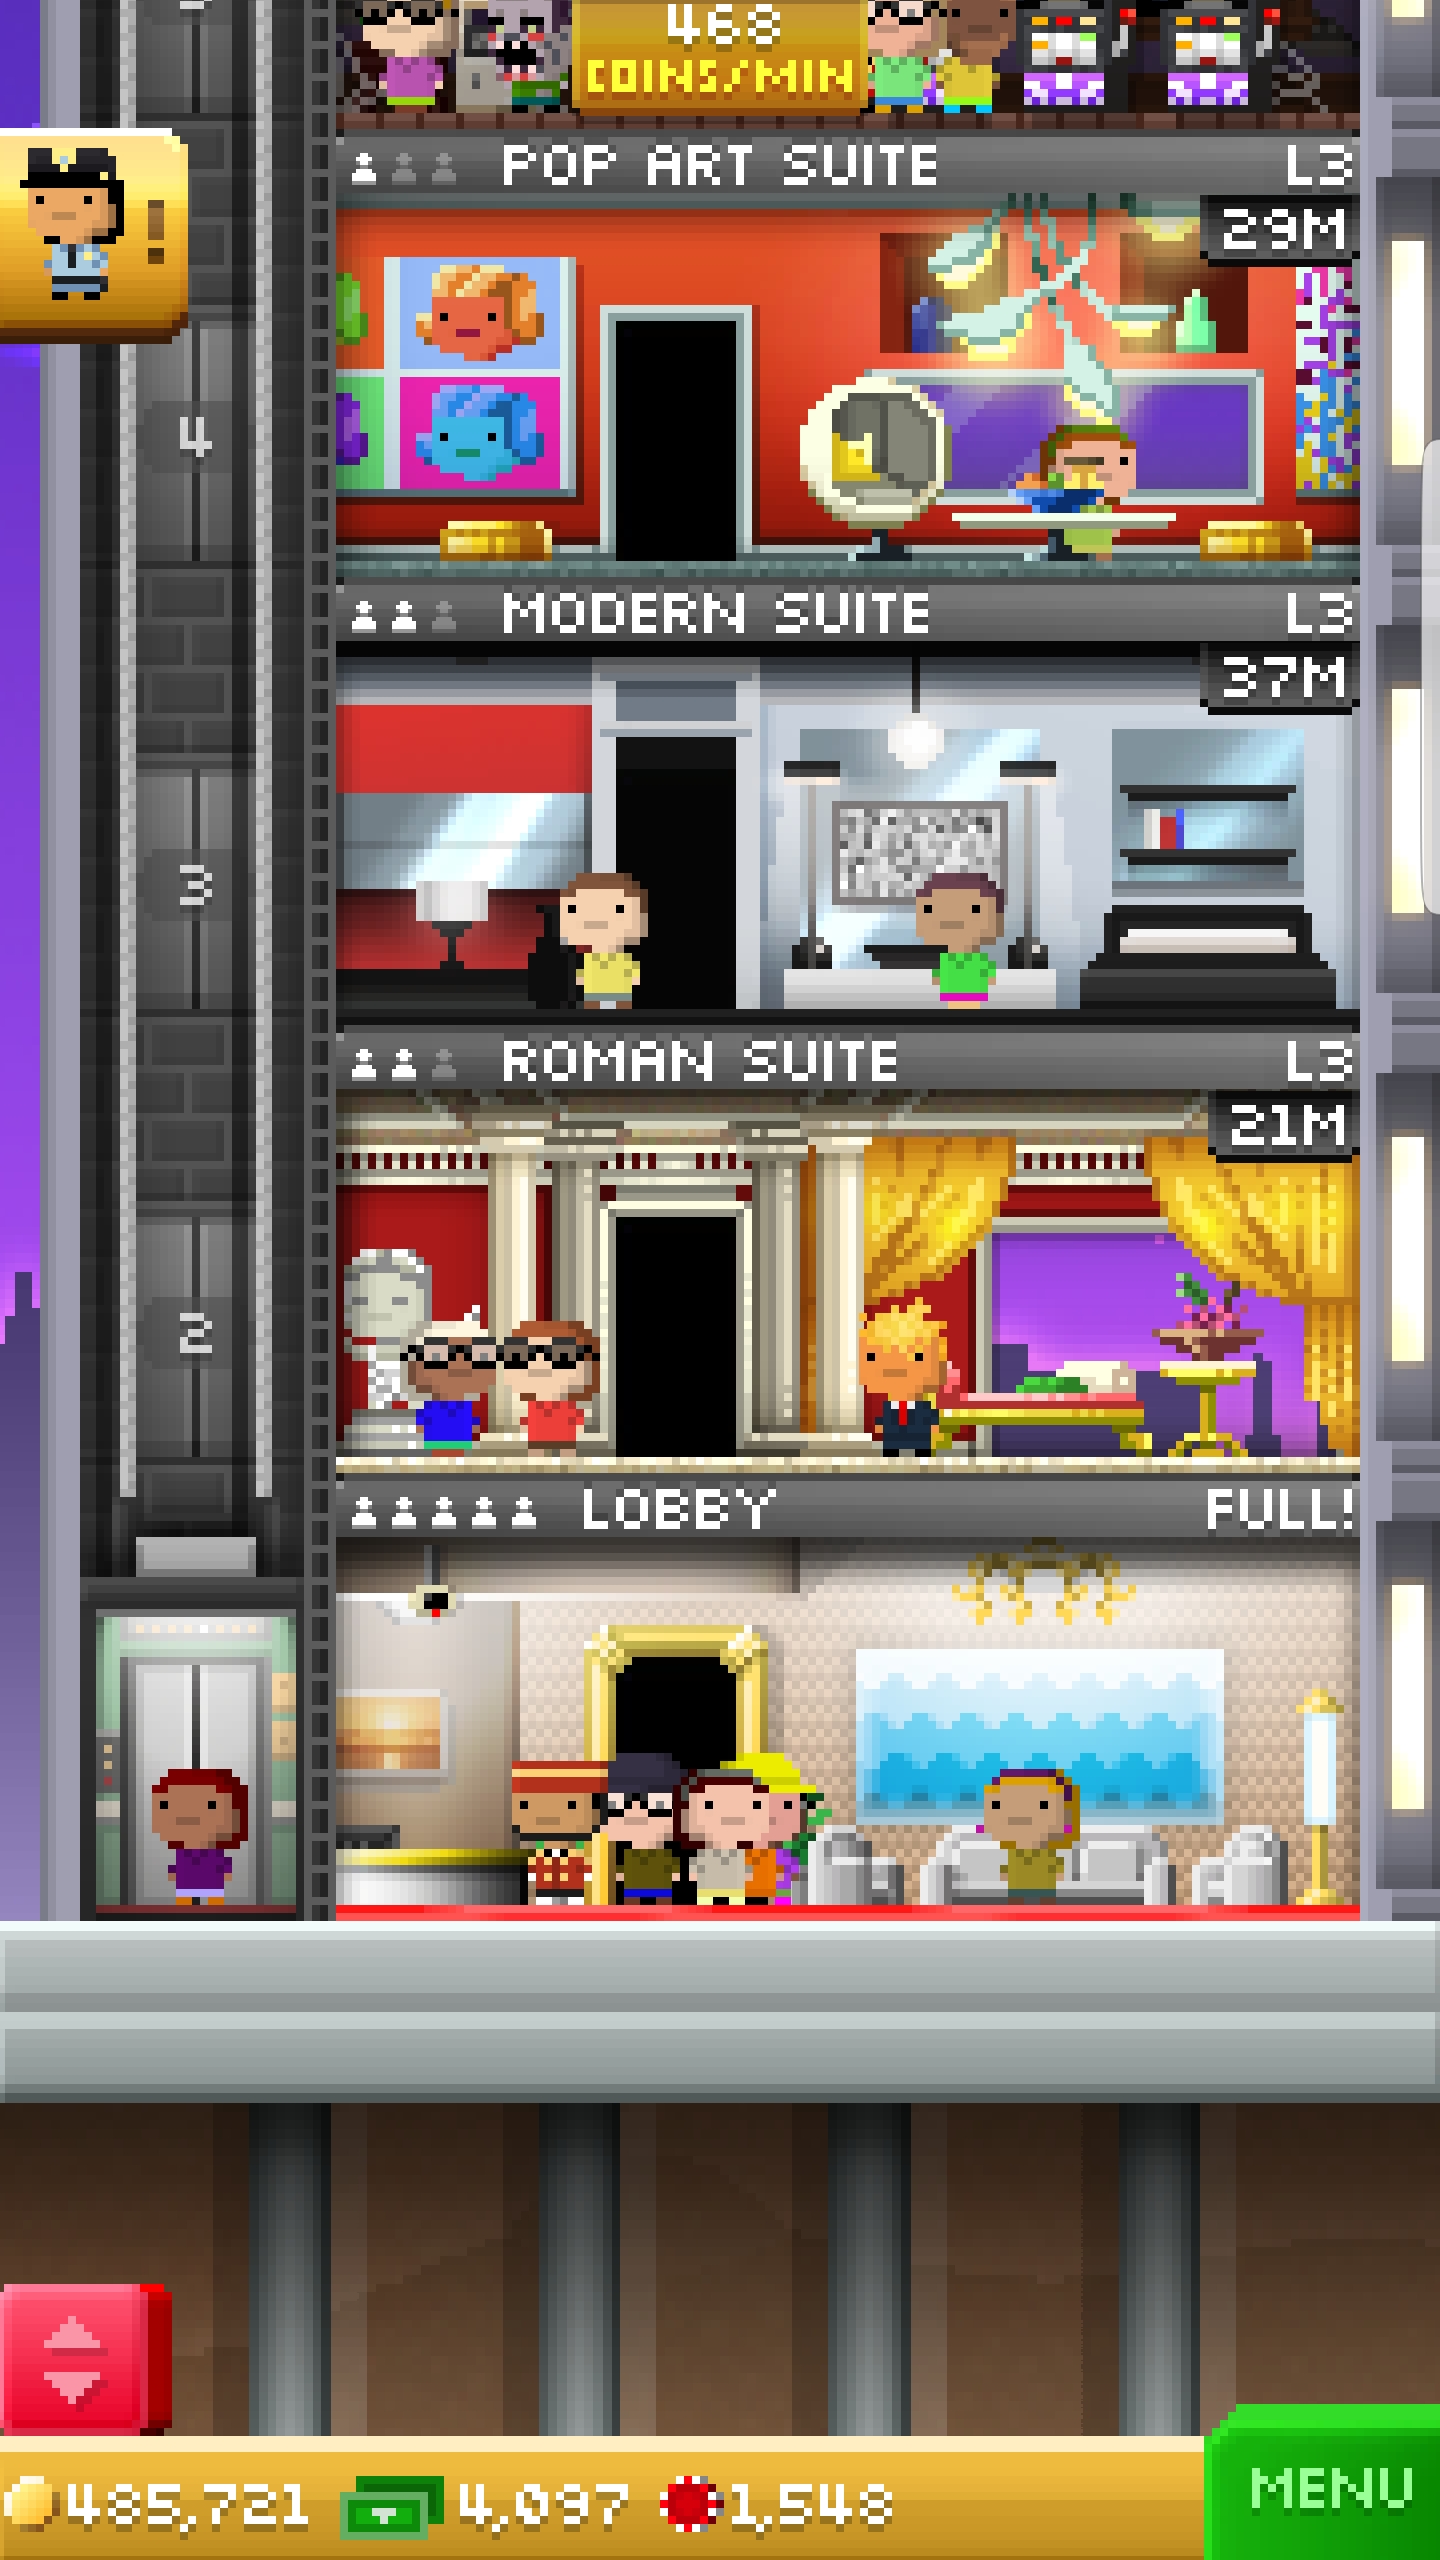 468
COINS/MIN
!
POP ART SUITE L3
29M
4
MODERN SUITE L3
37M
3
ROMAN SUITE L3
21M
2
LOBBY FULL!
485,721 4,097 1,548 MENU